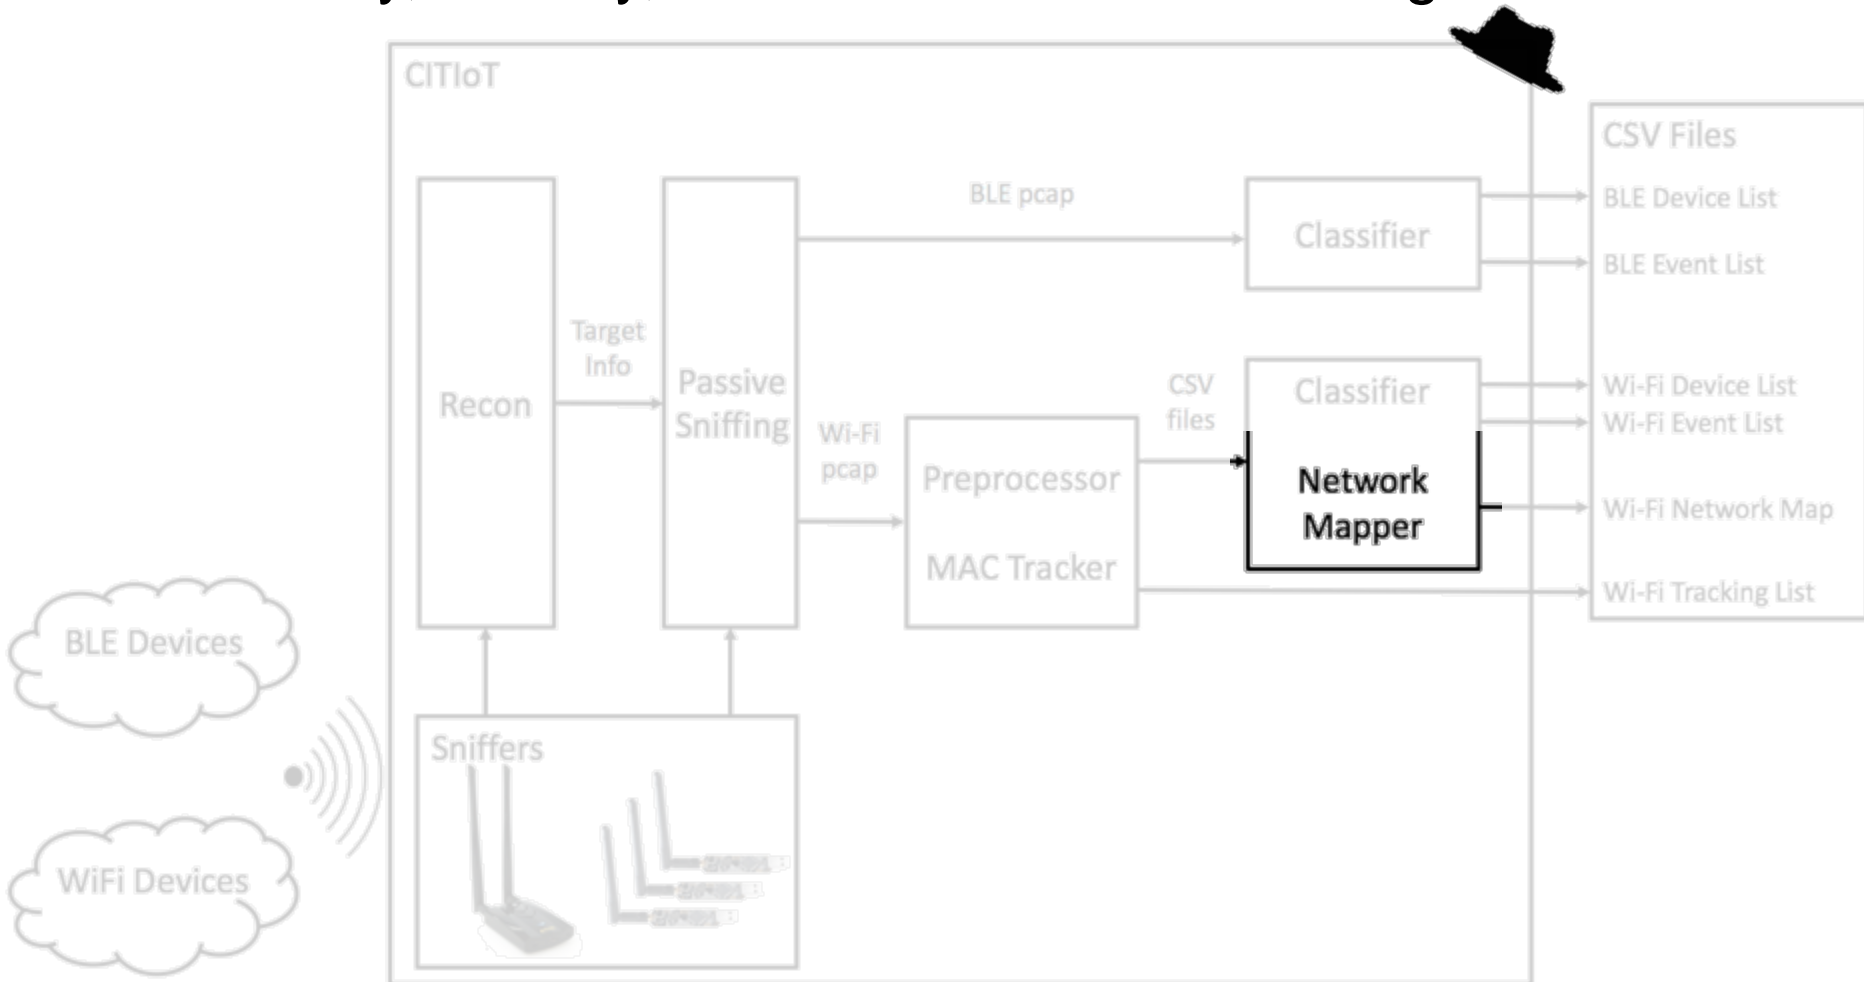 CITIoT
CSV Files
BLE pcap
BLE Device List
Classifier
BLE Event List
Target
Info
Recon
Passive
Sniffing
Wi-Fi
pcap
Preprocessor
MAC Tracker
CSV
files
Classifier
Network
Mapper
Wi-Fi Device List
Wi-Fi Event List
Wi-Fi Network Map
Wi-Fi Tracking List
BLE Devices
WiFi Devices
Sniffers